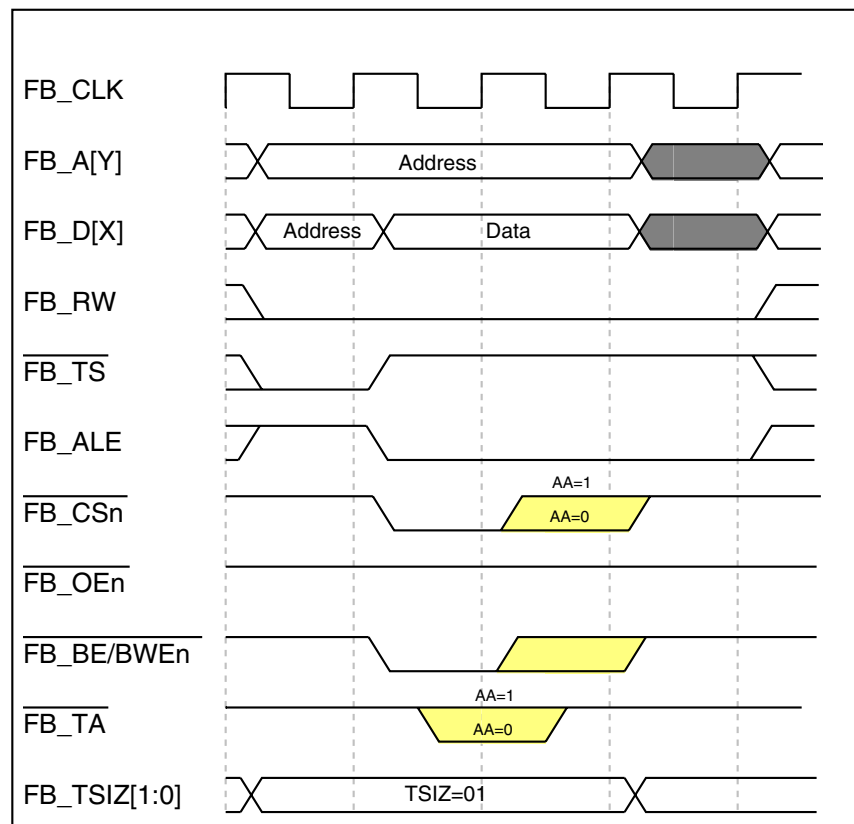 FB_CLK
FB_A[Y]
Address
FB_D[X]
Address
Data
FB_RW
FB_TS
FB_ALE
FB_CSn
AA=1
AA=0
FB_OEn
FB_BE/BWEn
FB_TA
AA=1
AA=0
FB_TSIZ[1:0]
TSIZ=01